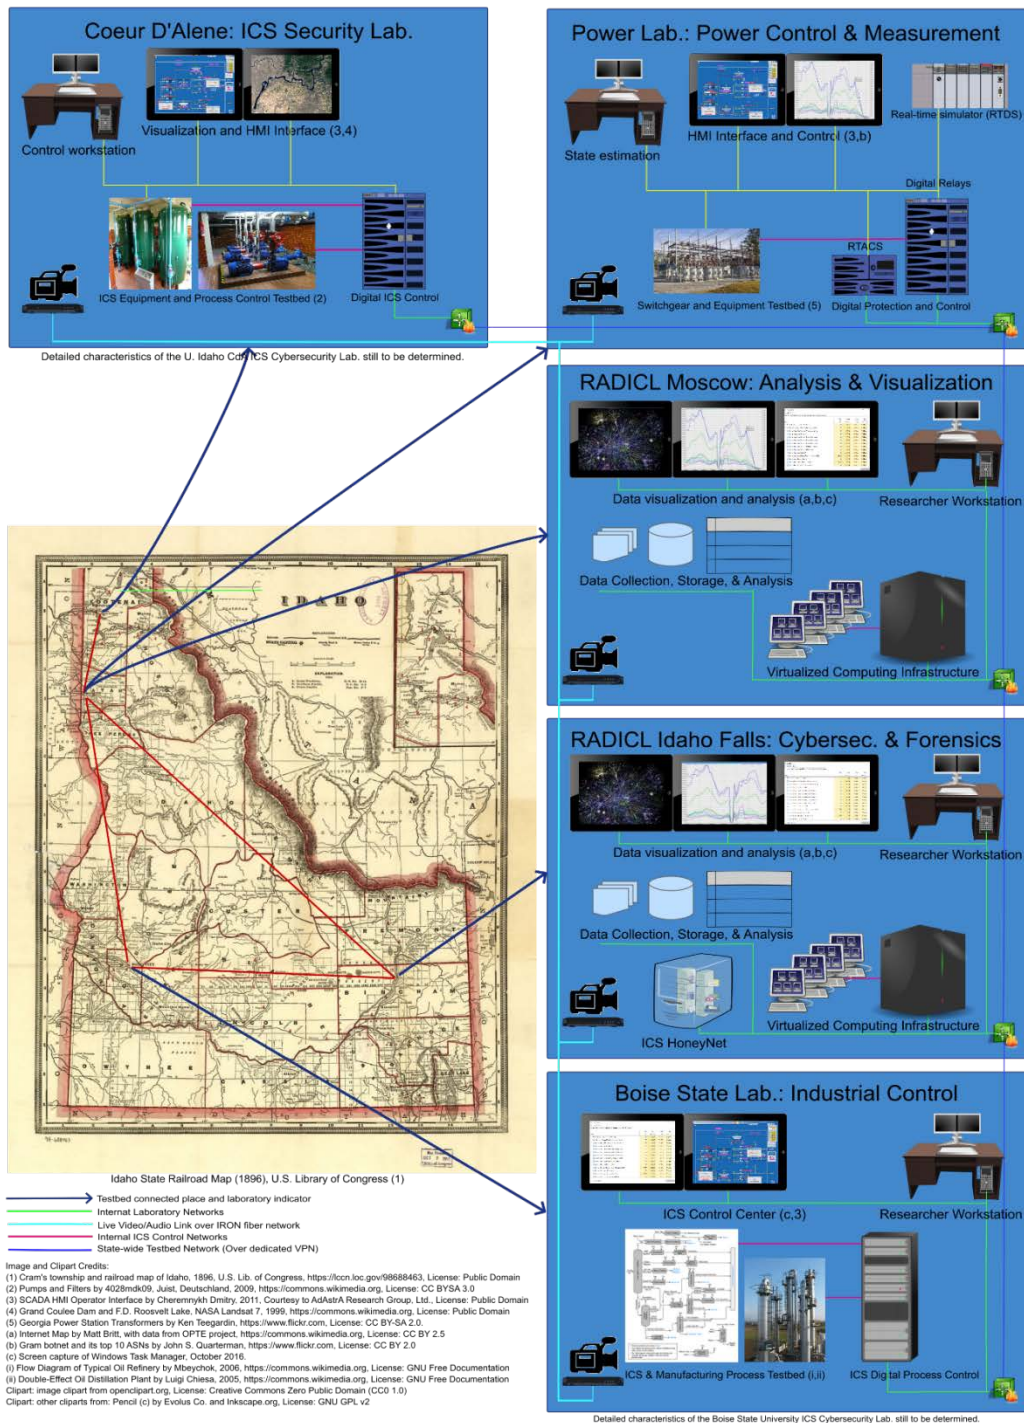 Coeur D'Alene: ICS Security Lab.
Visualization and HMI Interface (3,4)
Control workstation
ICS Equipment and Process Control Testbed (2)
Digital ICS Control
Detailed characteristics of the U. Idaho CdA ICS Cybersecurity Lab. still to be determined.
Power Lab.: Power Control & Measurement
Real-time simulator (RTDS)
HMI Interface and Control (3,b)
State estimation
Digital Relays
RTACS
Switchgear and Equipment Testbed (5)
Digital Protection and Control
RADICL Moscow: Analysis & Visualization
Data visualization and analysis (a,b,c)
Researcher Workstation
Data Collection, Storage, & Analysis
Virtualized Computing Infrastructure
RADICL Idaho Falls: Cybersec. & Forensics
Data visualization and analysis (a,b,c)
Researcher Workstation
Data Collection, Storage, & Analysis
Virtualized Computing Infrastructure
ICS HoneyNet
Boise State Lab.: Industrial Control
ICS Control Center (c,3)
Researcher Workstation
ICS & Manufacturing Process Testbed (i,ii)
ICS Digital Process Control
Detailed characteristics of the Boise State University ICS Cybersecurity Lab. still to be determined.
IDAHO
Idaho State Railroad Map (1896), U.S. Library of Congress (1)
Testbed connected place and laboratory indicator
Internal Laboratory Networks
Live Video/Audio Link over IRON fiber network
Internal ICS Control Networks
State-wide Testbed Network (Over dedicated VPN)
Image and Clipart Credits:
(1) Cram's township and railroad map of Idaho, 1896, U.S. Lib. of Congress, https://lccn.loc.gov/98688463, License: Public Domain
(2) Pumps and Filters by 4028mdk09, Juist, Deutschland, 2009, https://commons.wikimedia.org, License: CC BYSA 3.0
(3) SCADA HMI Operator Interface by Cheremnykh Dmitry, 2011, Courtesy to AdAstrA Research Group, Ltd., License: Public Domain
(4) Grand Coulee Dam and F.D. Roosvelt Lake, NASA Landsat 7, 1999, https://commons.wikimedia.org, License: Public Domain
(5) Georgia Power Station Transformers by Ken Teegardin, https://www.flickr.com, License: CC BY-SA 2.0.
(a) Internet Map by Matt Britt, with data from OPTE project, https://commons.wikimedia.org, License: CC BY 2.5
(b) Gram botnet and its top 10 ASNs by John S. Quarterman, https://www.flickr.com, License: CC BY 2.0
(c) Screen capture of Windows Task Manager, October 2016.
(i) Flow Diagram of Typical Oil Refinery by Mbeychok, 2006, https://commons.wikimedia.org, License: GNU Free Documentation
(ii) Double-Effect Oil Distillation Plant by Luigi Chiesa, 2005, https://commons.wikimedia.org, License: GNU Free Documentation
Clipart: image clipart from openclipart.org, License: Creative Commons Zero Public Domain (CC0 1.0)
Clipart: other cliparts from: Pencil (c) by Evolus Co. and Inkscape.org, License: GNU GPL v2